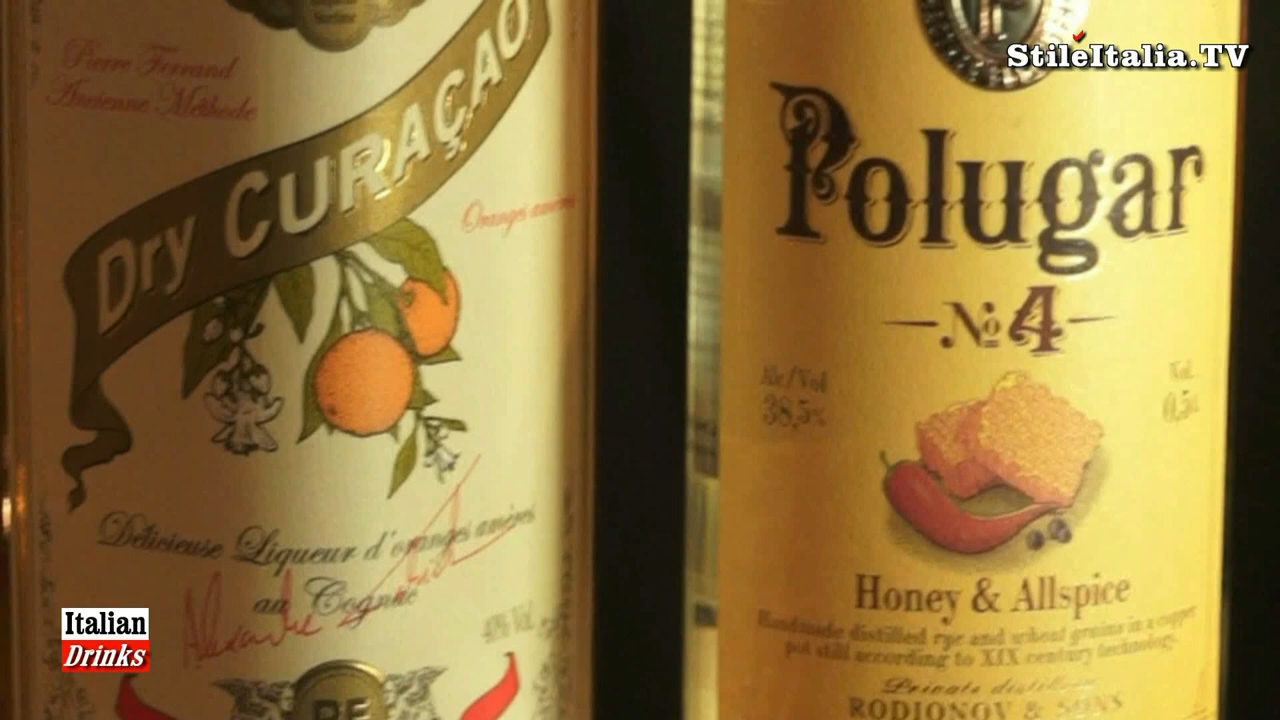 StileItalia.TV
Pierre Ferrand
Ancienne Méthode
Dry CURAÇAO
Oranges amères
Délicieuse Liqueur d'oranges amères
au Cognac
40% Vol.
PF
Polugar
№4
Alc/Vol
38,5%
Vol.
0,5L
Honey & Allspice
Handmade distilled rye and wheat grains in a copper
pot still according to XIX century technology
Private distillery
RODIONOV & SONS
Italian
Drinks